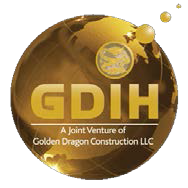 GDIH
A Joint Venture of
Golden Dragon Construction LLC